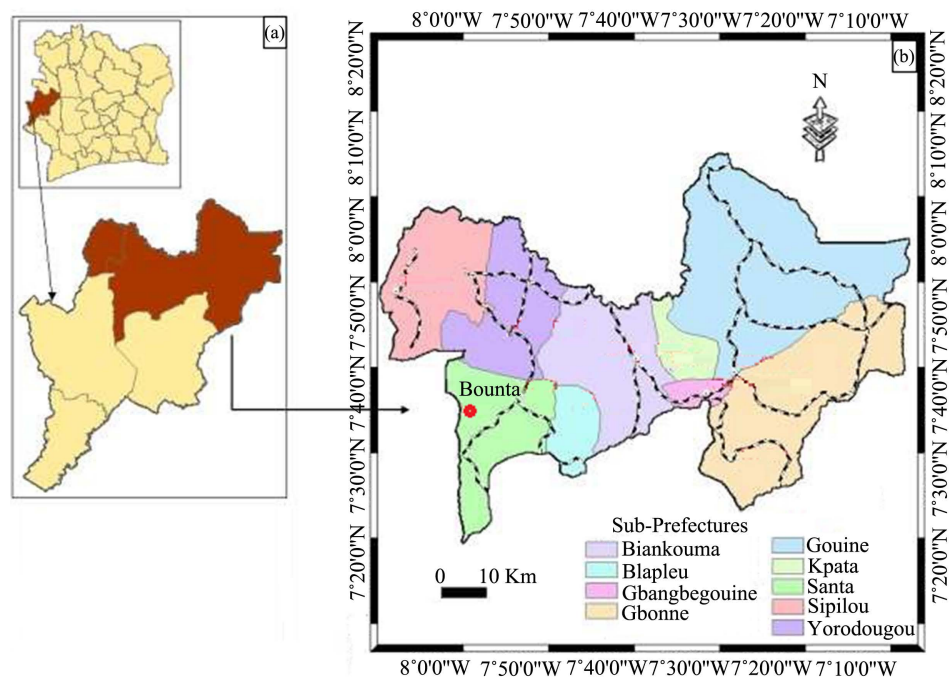 (a)
8°0'0"W 7°50'0"W 7°40'0"W 7°30'0"W 7°20'0"W 7°10'0"W
(b)
N
8°20'0"N
8°10'0"N
8°0'0"N
7°50'0"N
7°40'0"N
7°30'0"N
7°20'0"N
8°20'0"N
8°10'0"N
8°0'0"N
7°50'0"N
7°40'0"N
7°30'0"N
7°20'0"N
Bounta
Sub-Prefectures
Biankouma
Blapleu
Gbangbegouine
Gbonne
Gouine
Kpata
Santa
Sipilou
Yorodougou
0 10 Km
8°0'0"W 7°50'0"W 7°40'0"W 7°30'0"W 7°20'0"W 7°10'0"W